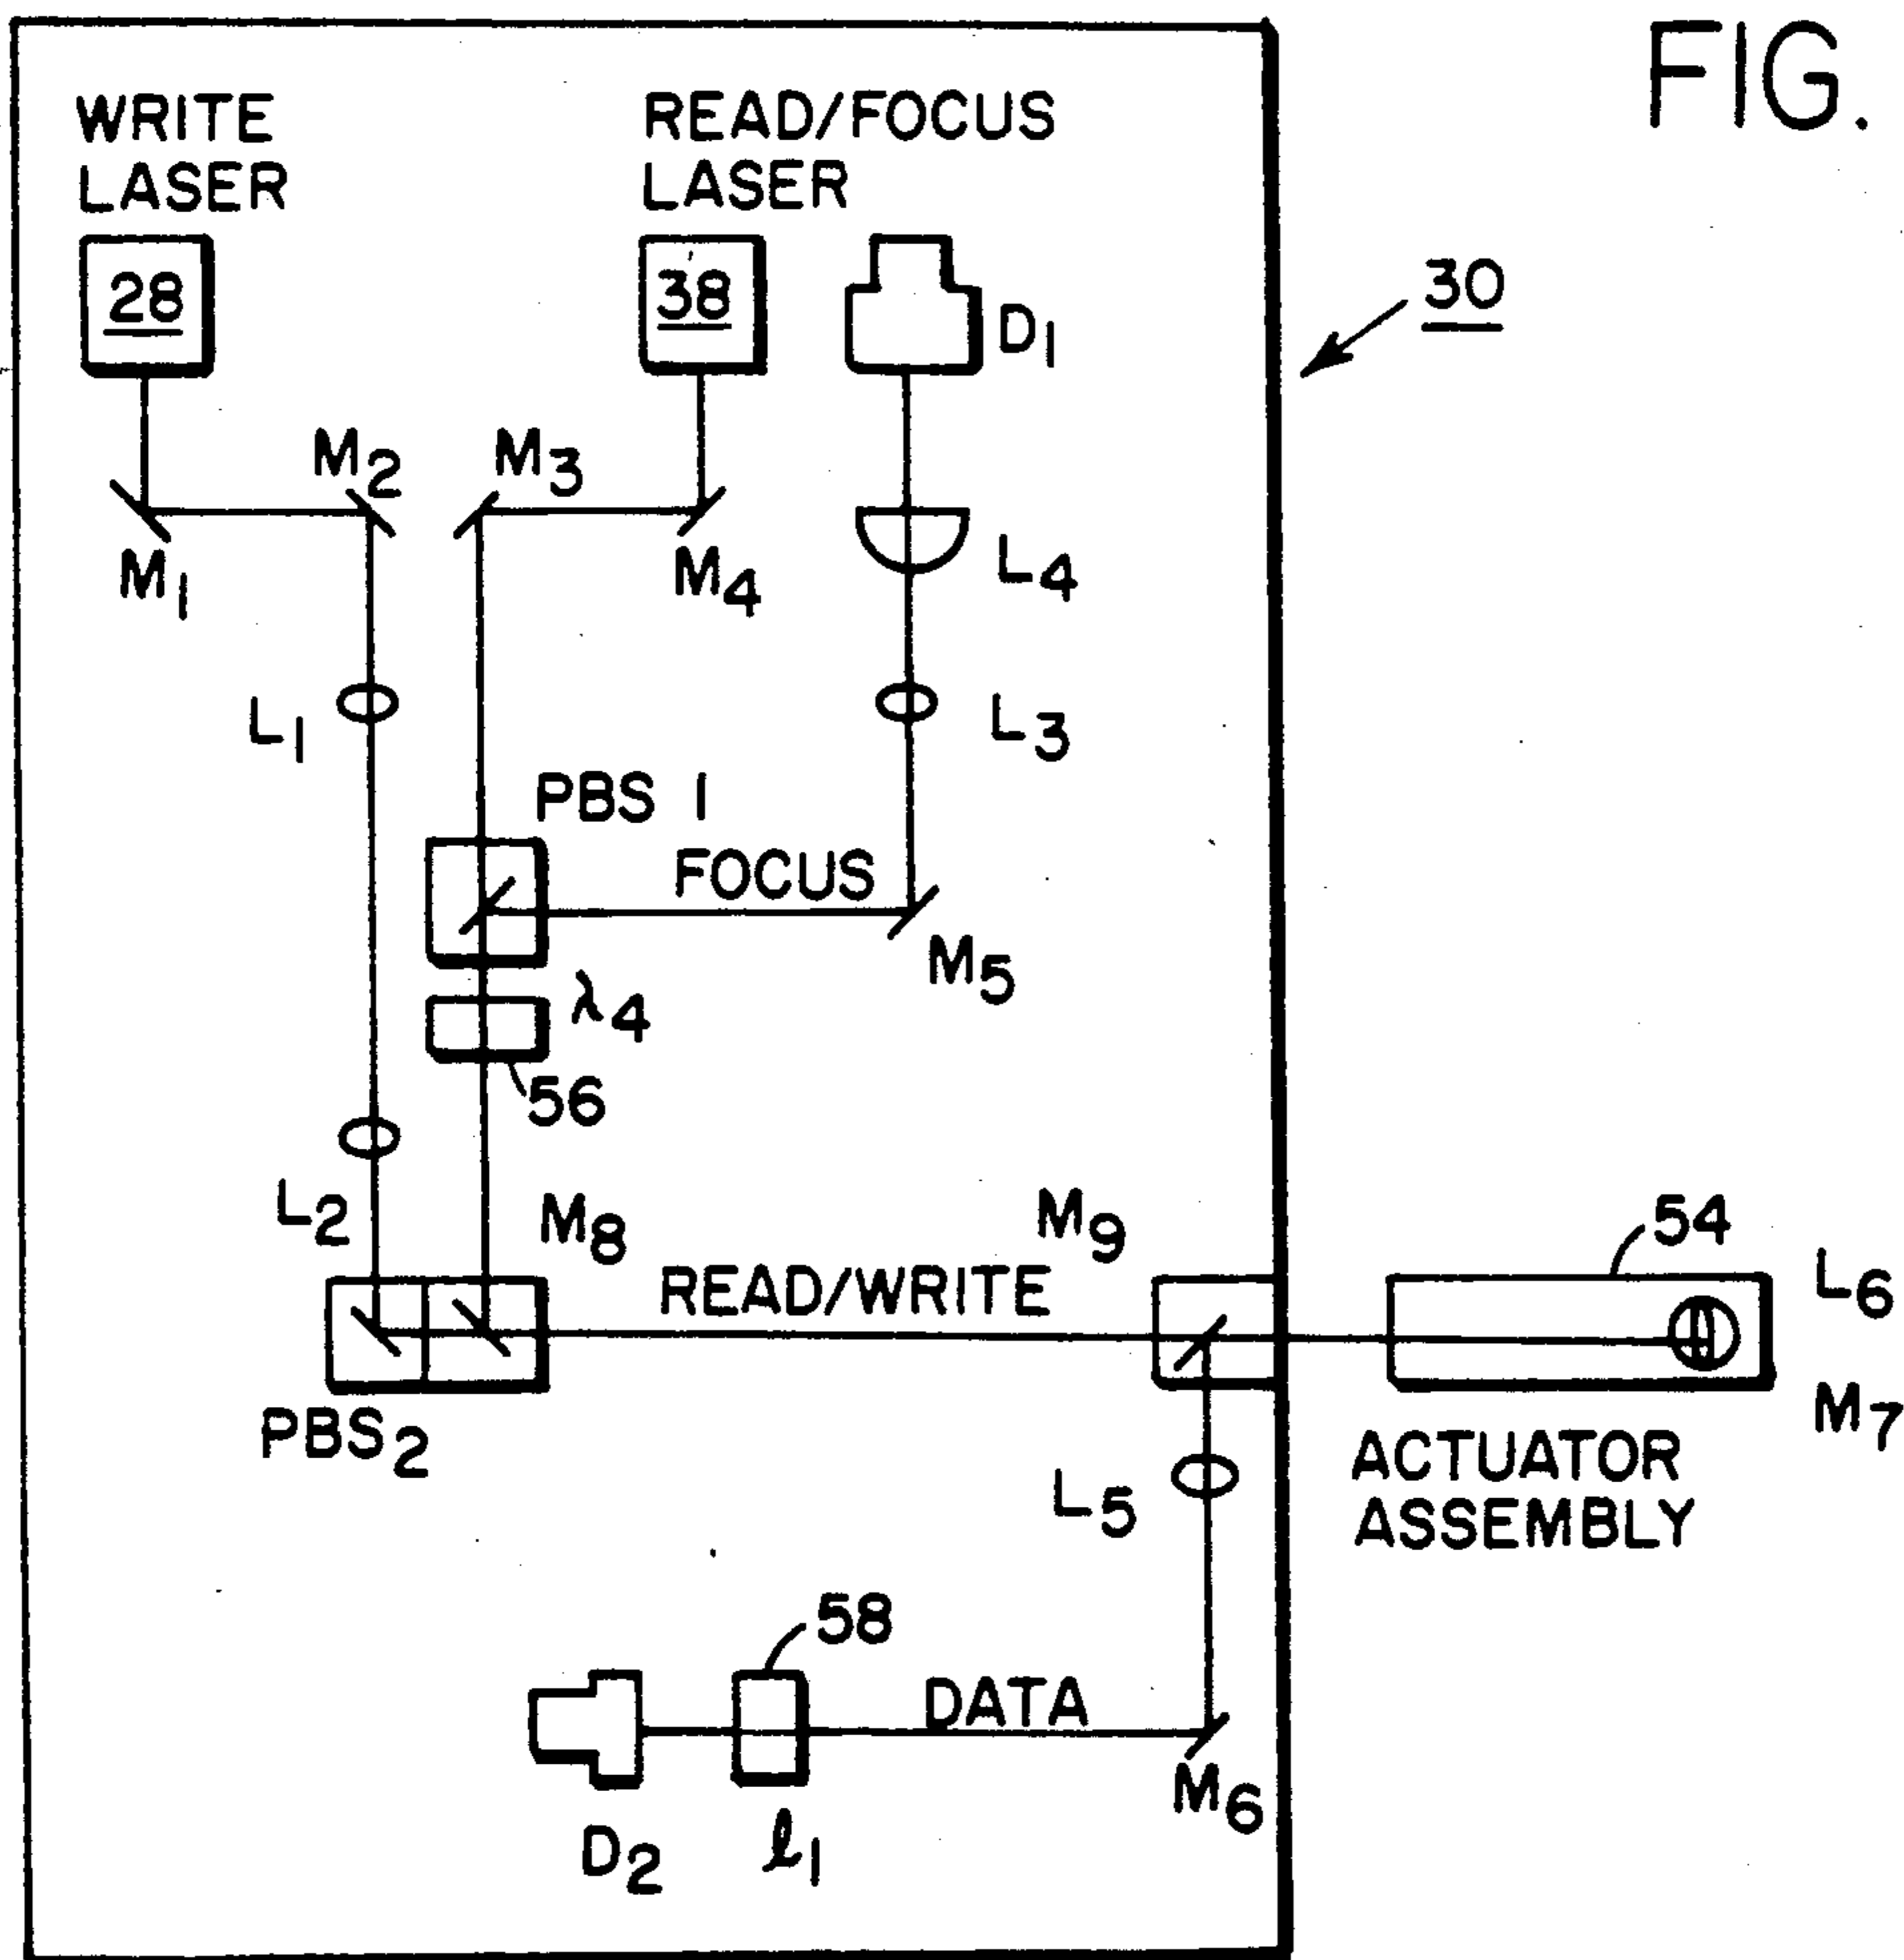 FIG.
WRITE
LASER
READ/FOCUS
LASER
28
38
D1
30
M2
M3
M1
M4
L4
L1
L3
PBS 1
FOCUS
M5
λ4
56
L2
M8
M9
54
READ/WRITE
L6
PBS2
M7
L5
ACTUATOR
ASSEMBLY
58
DATA
M6
D2
ℓ1